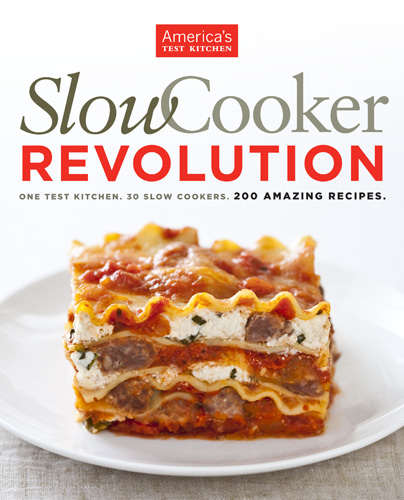 America's
TEST KITCHEN
Slow Cooker
REVOLUTION
ONE TEST KITCHEN. 30 SLOW COOKERS. 200 AMAZING RECIPES.